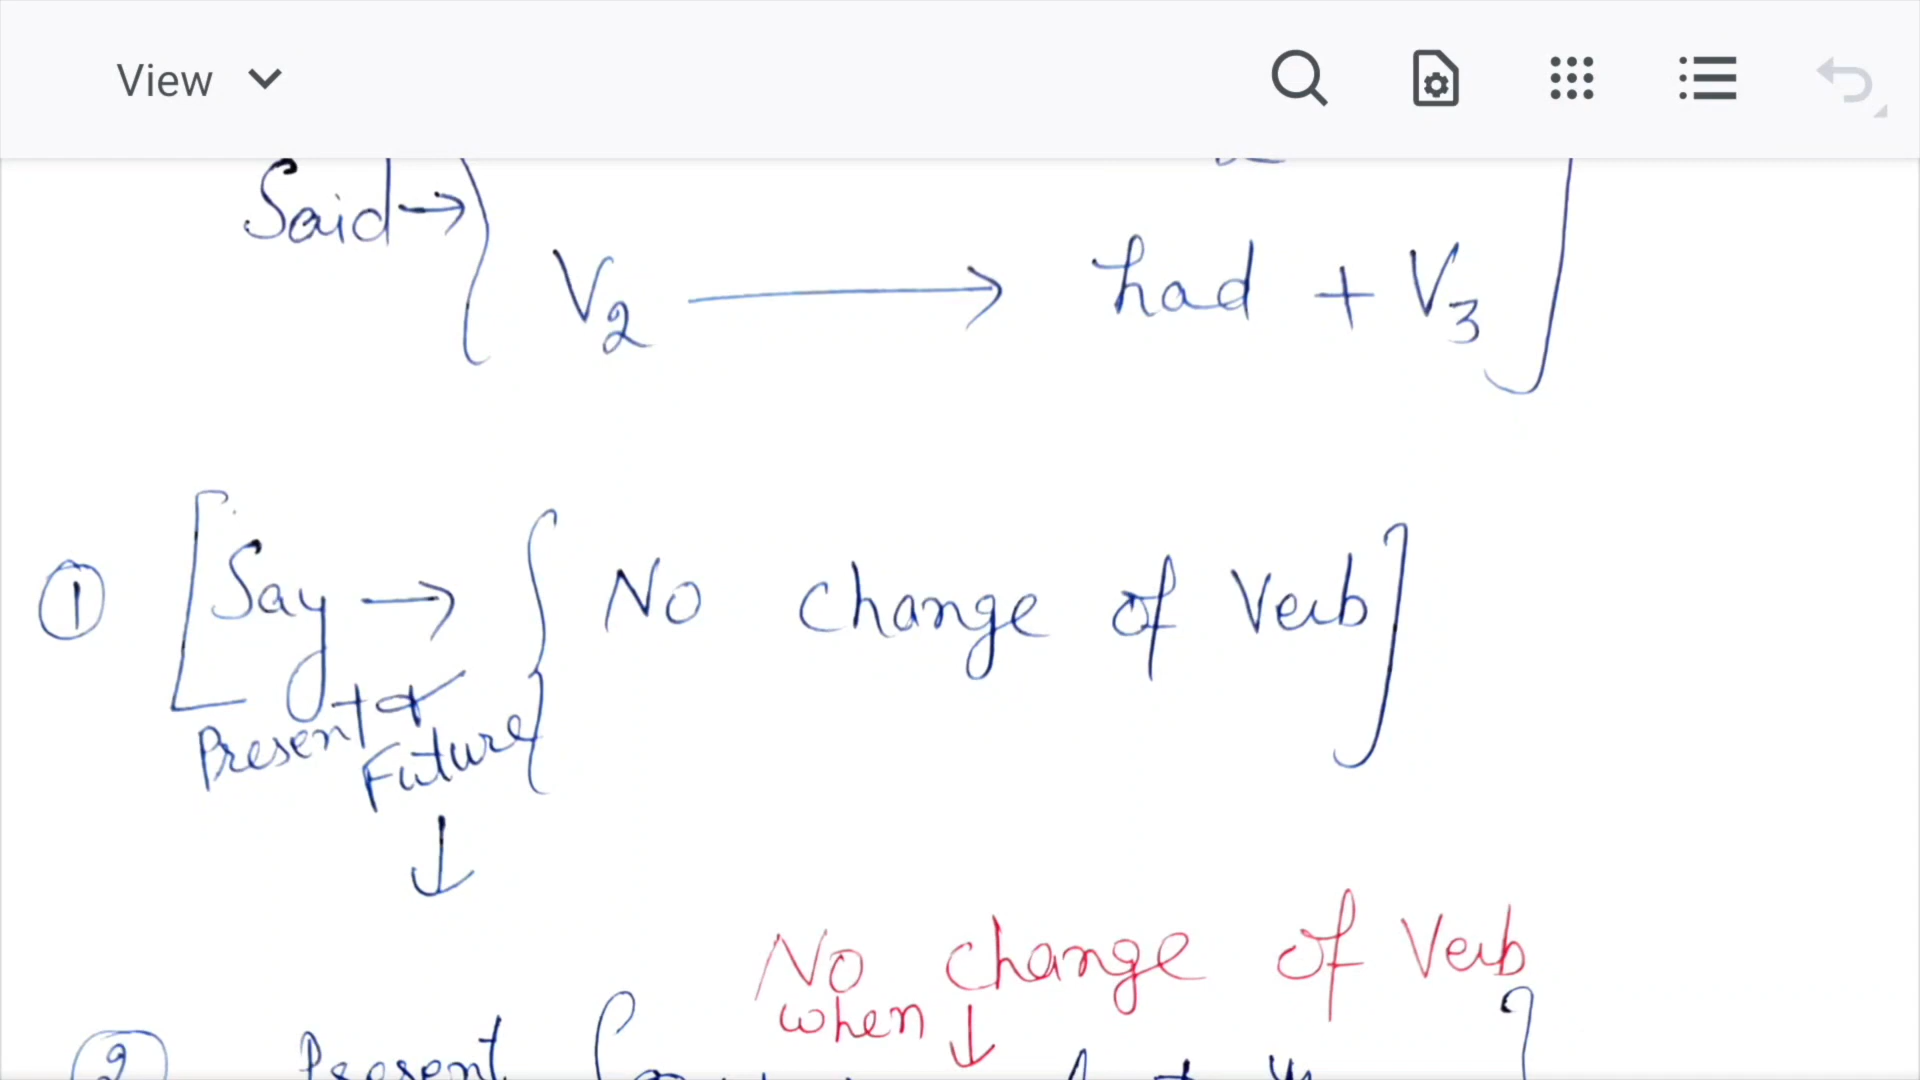 View
Said →
V2 → had + V3
① [Say → { No change of Verb]
Present &
Future
↓
No change of Verb
when ↓
② Present